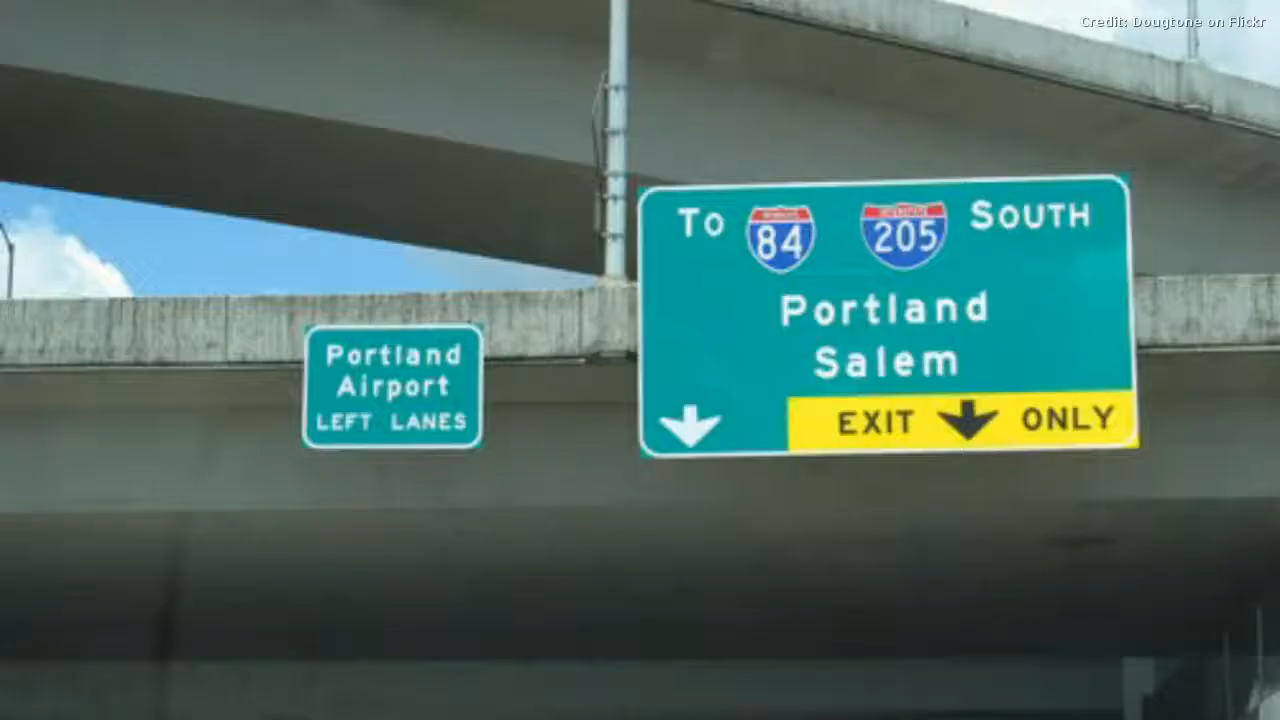 Credit: Dougtone on Flickr
To 84 205 South
Portland
Salem
EXIT ONLY
Portland
Airport
LEFT LANES